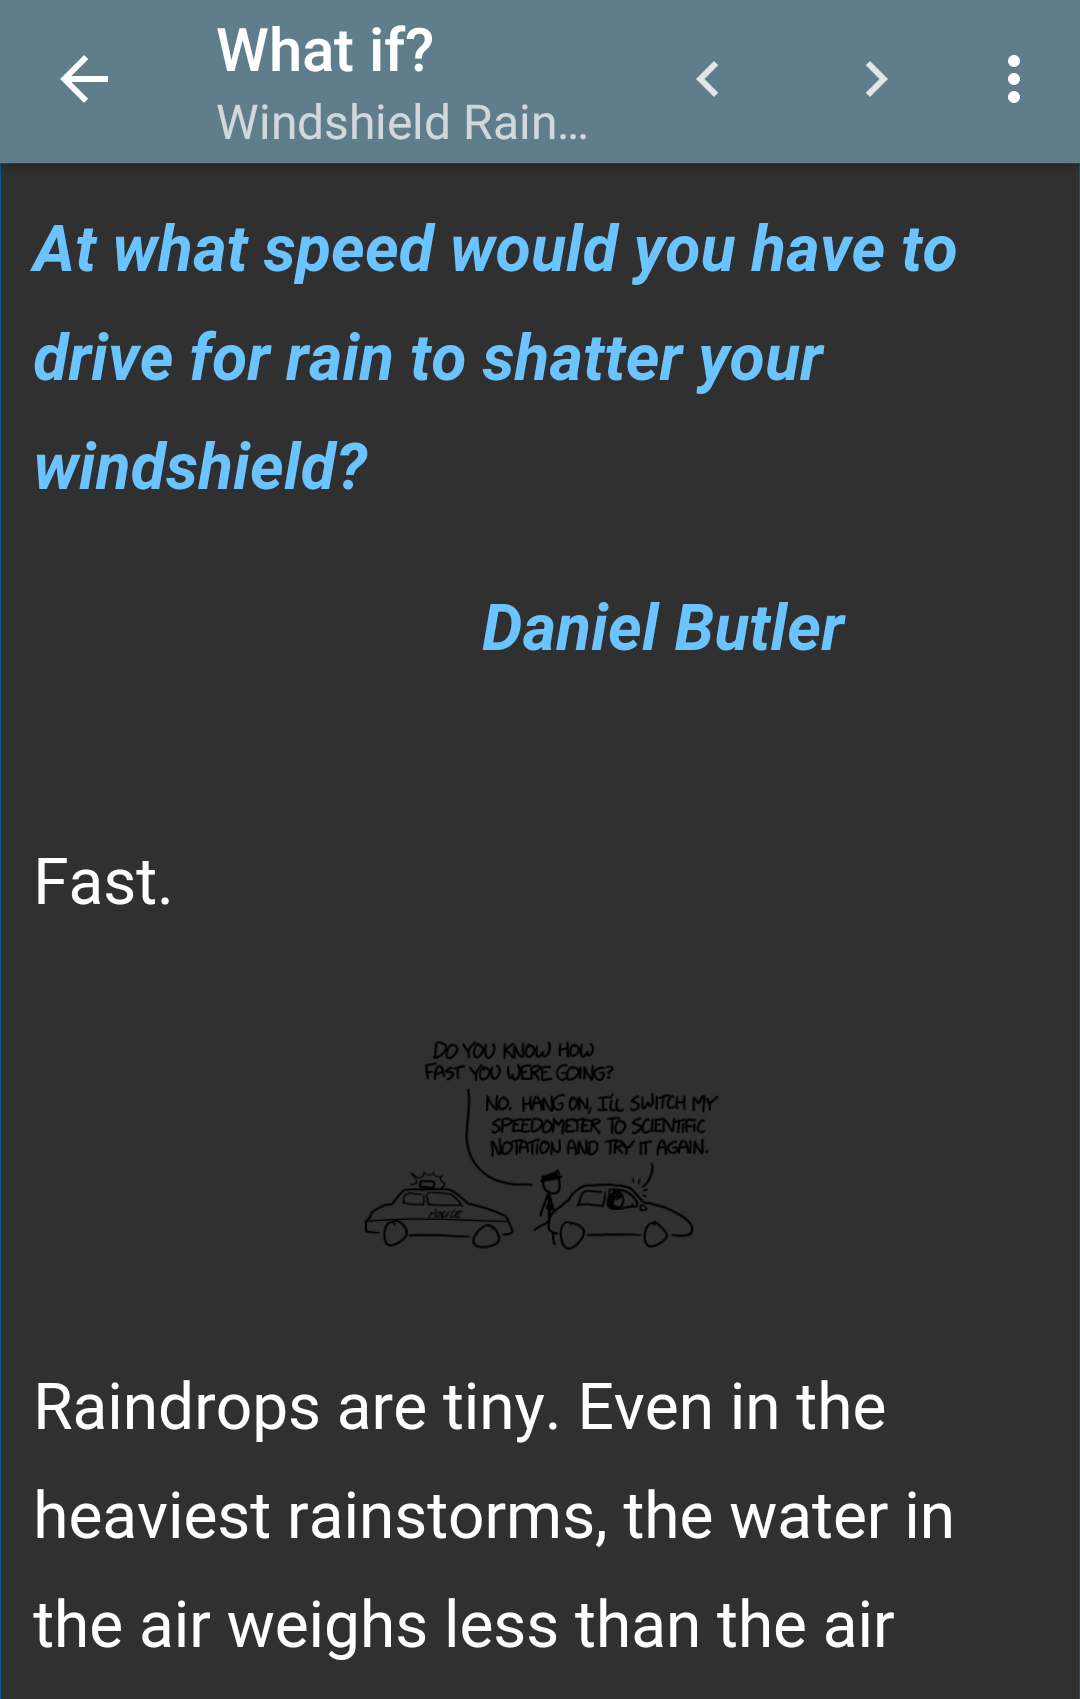 What if?
Windshield Rain...
At what speed would you have to
drive for rain to shatter your
windshield?
Daniel Butler
Fast.
DO YOU KNOW HOW
FAST YOU WERE GOING?
NO. HANG ON, I'LL SWITCH MY
SPEEDOMETER TO SCIENTIFIC
NOTATION AND TRY IT AGAIN.
POLICE
Raindrops are tiny. Even in the
heaviest rainstorms, the water in
the air weighs less than the air